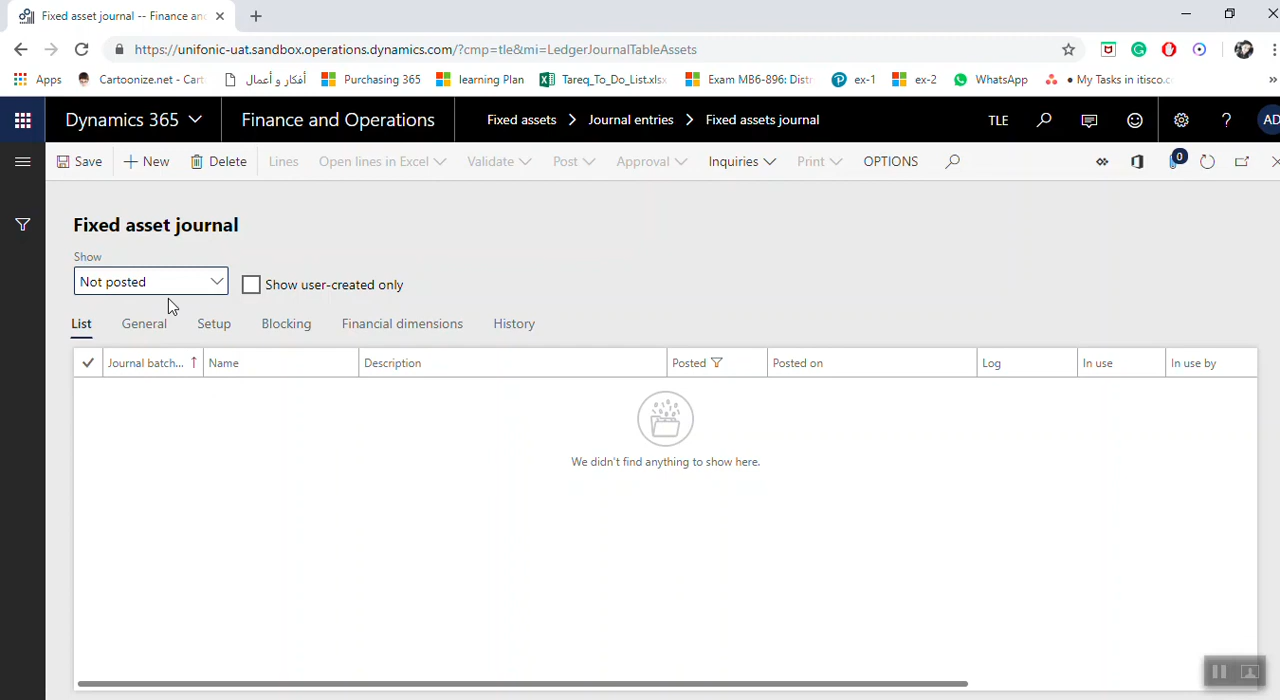 Fixed asset journal -- Finance and
https://unifonic-uat.sandbox.operations.dynamics.com/?cmp=tle&mi=LedgerJournalTableAssets
Apps Cartoonize.net - Cart أفكار و أعمال Purchasing 365 learning Plan Tareq_To_Do_List.xlsx Exam MB6-896: Distr ex-1 ex-2 WhatsApp • My Tasks in itisco.c »
Dynamics 365 Finance and Operations Fixed assets > Journal entries > Fixed assets journal TLE ? AD
Save + New Delete Lines Open lines in Excel Validate Post Approval Inquiries Print OPTIONS 0
Fixed asset journal
Show
Not posted Show user-created only
List General Setup Blocking Financial dimensions History
Journal batch... ↑ Name Description Posted Posted on Log In use In use by
We didn't find anything to show here.